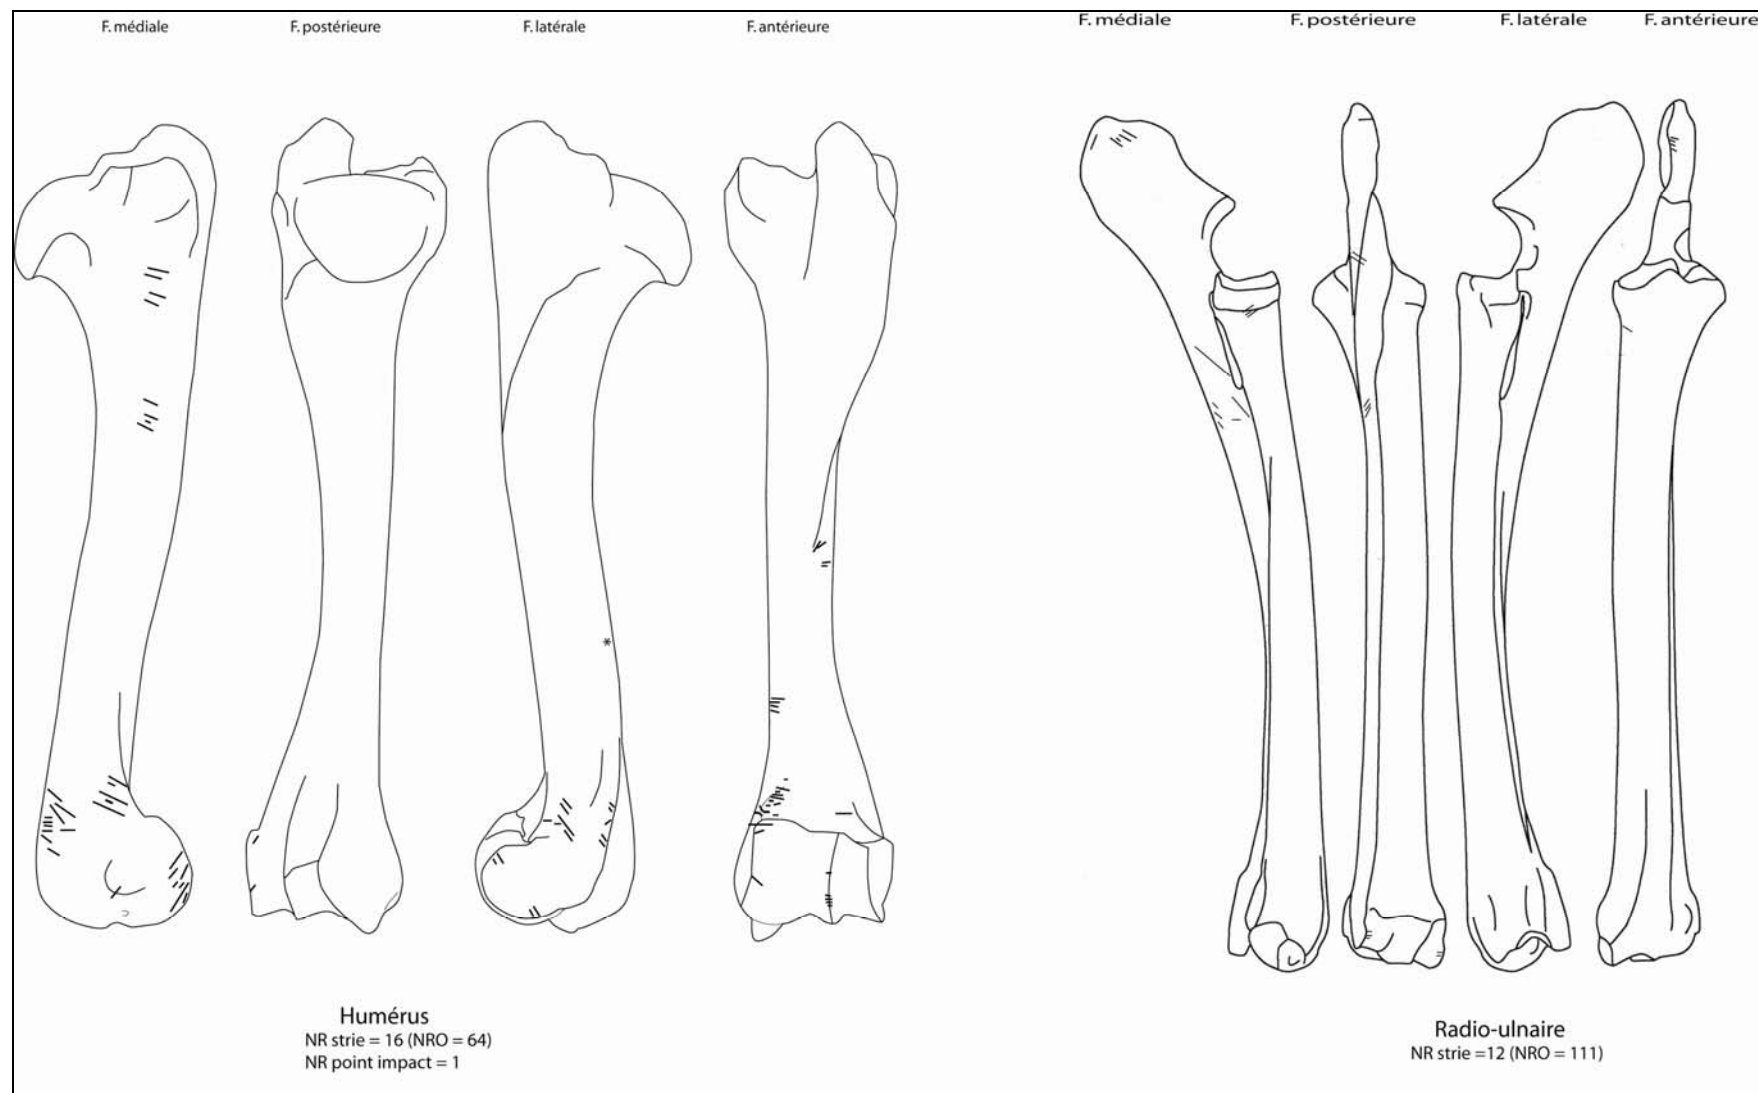 F. médiale F. postérieure F. latérale F. antérieure
F. médiale F. postérieure F. latérale F. antérieure
*
Humérus
NR strie = 16 (NRO = 64)
NR point impact = 1
Radio-ulnaire
NR strie =12 (NRO = 111)